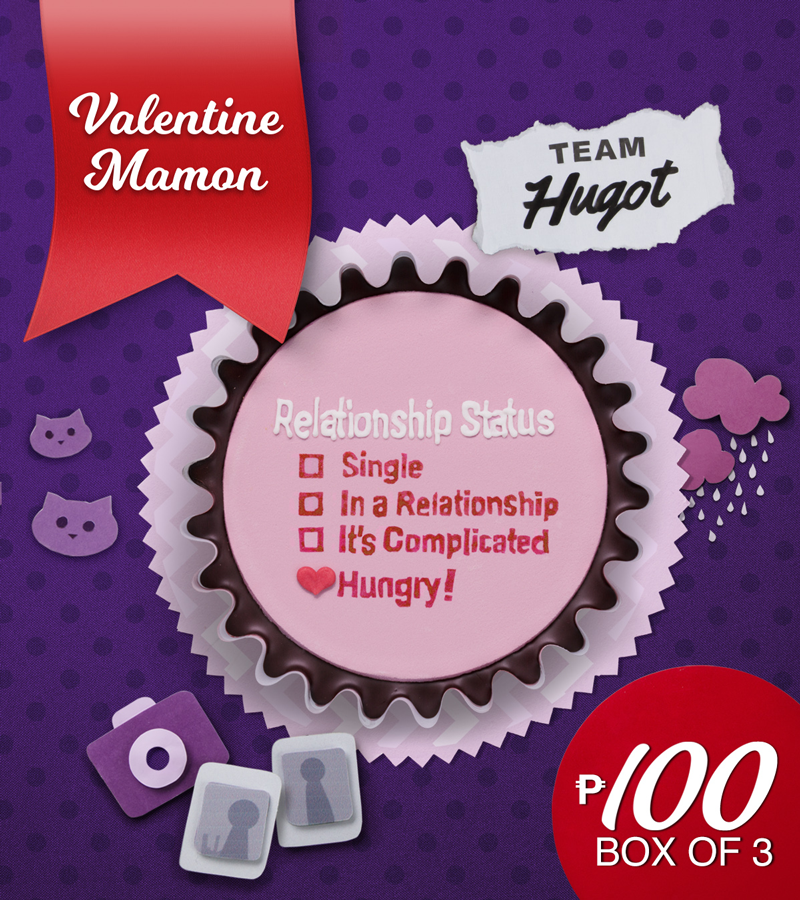 Valentine
Mamon
TEAM
Hugot
Relationship Status
Single
In a Relationship
It's Complicated
Hungry!
₱100
BOX OF 3